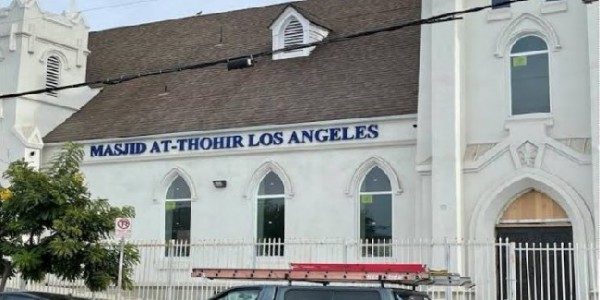 MASJID AT-THOHIR LOS ANGELES